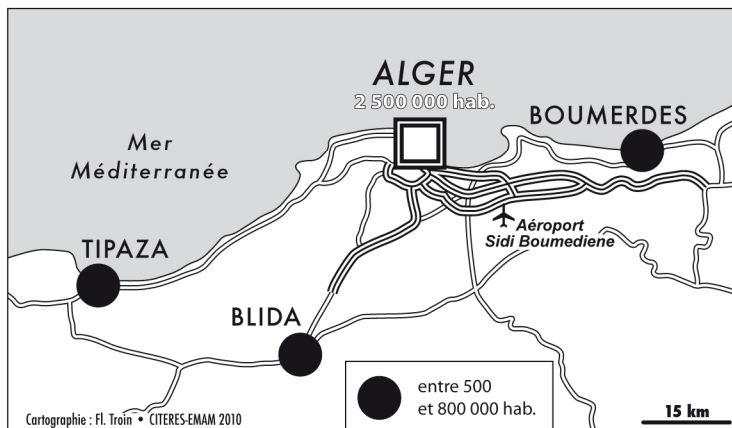 ALGER
2 500 000 hab.
BOUMERDES
Mer
Méditerranée
Aéroport
Sidi Boumediene
TIPAZA
BLIDA
entre 500
et 800 000 hab.
15 km
Cartographie : Fl. Troin • CITERES-EMAM 2010